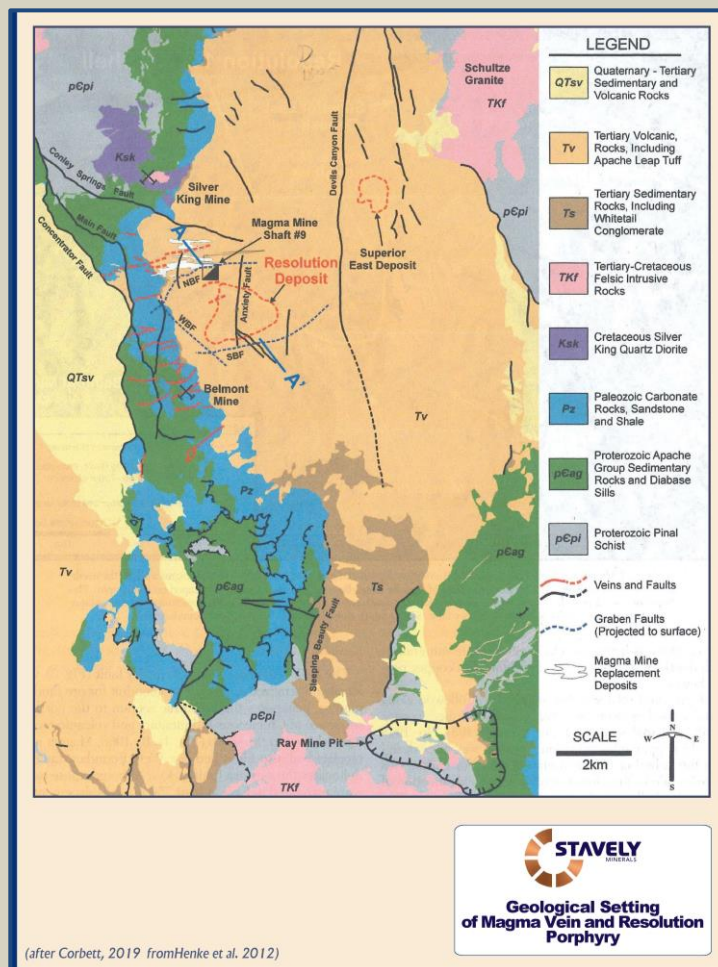 pЄpi
Ksk
Conley Springs Fault
Silver
King Mine
Main Fault
Concentrator Fault
Magma Mine
Shaft #9
A
NBF
Resolution
Deposit
Anxiety Fault
WBF
SBF
A'
Belmont
Mine
QTsv
Devils Canyon Fault
Superior
East Deposit
Schultze
Granite
TKf
pЄpi
Tv
Pz
Tv
pЄag
Sleeping Beauty Fault
Ts
pЄag
pЄpi
Ray Mine Pit
TKf
LEGEND
QTsv
Quaternary - Tertiary
Sedimentary and
Volcanic Rocks
Tv
Tertiary Volcanic,
Rocks, Including
Apache Leap Tuff
Ts
Tertiary Sedimentary
Rocks, Including
Whitetail
Conglomerate
TKf
Tertiary-Cretaceous
Felsic Intrusive
Rocks
Ksk
Cretaceous Silver
King Quartz Diorite
Pz
Paleozoic Carbonate
Rocks, Sandstone
and Shale
pЄag
Proterozoic Apache
Group Sedimentary
Rocks and Diabase
Sills
pЄpi
Proterozoic Pinal
Schist
Veins and Faults
Graben Faults
(Projected to surface)
Magma Mine
Replacement
Deposits
SCALE
2km
N
W E
S
STAVELY
MINERALS
Geological Setting
of Magma Vein and Resolution
Porphyry
(after Corbett, 2019 fromHenke et al. 2012)